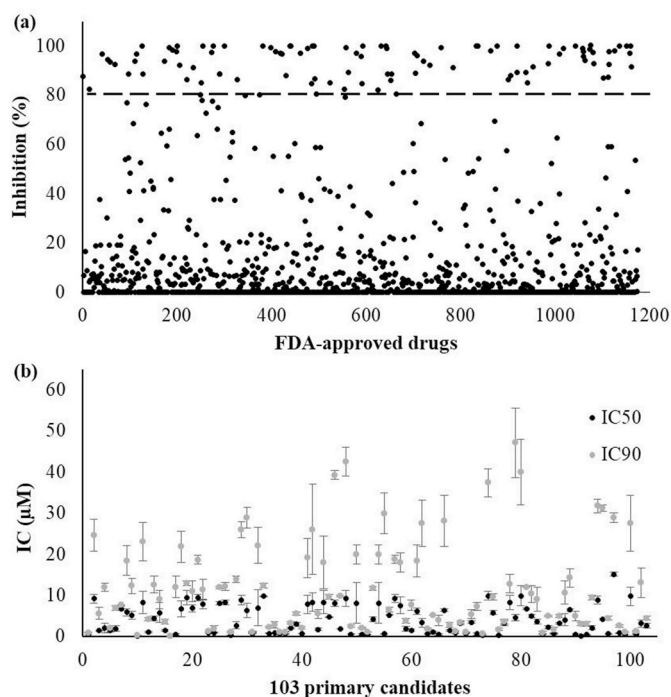 (a)
100
80
60
40
20
0
Inhibition (%)
0 200 400 600 800 1000 1200
FDA-approved drugs
(b)
60
50
40
30
20
10
0
IC (μM)
IC50
IC90
0 20 40 60 80 100
103 primary candidates